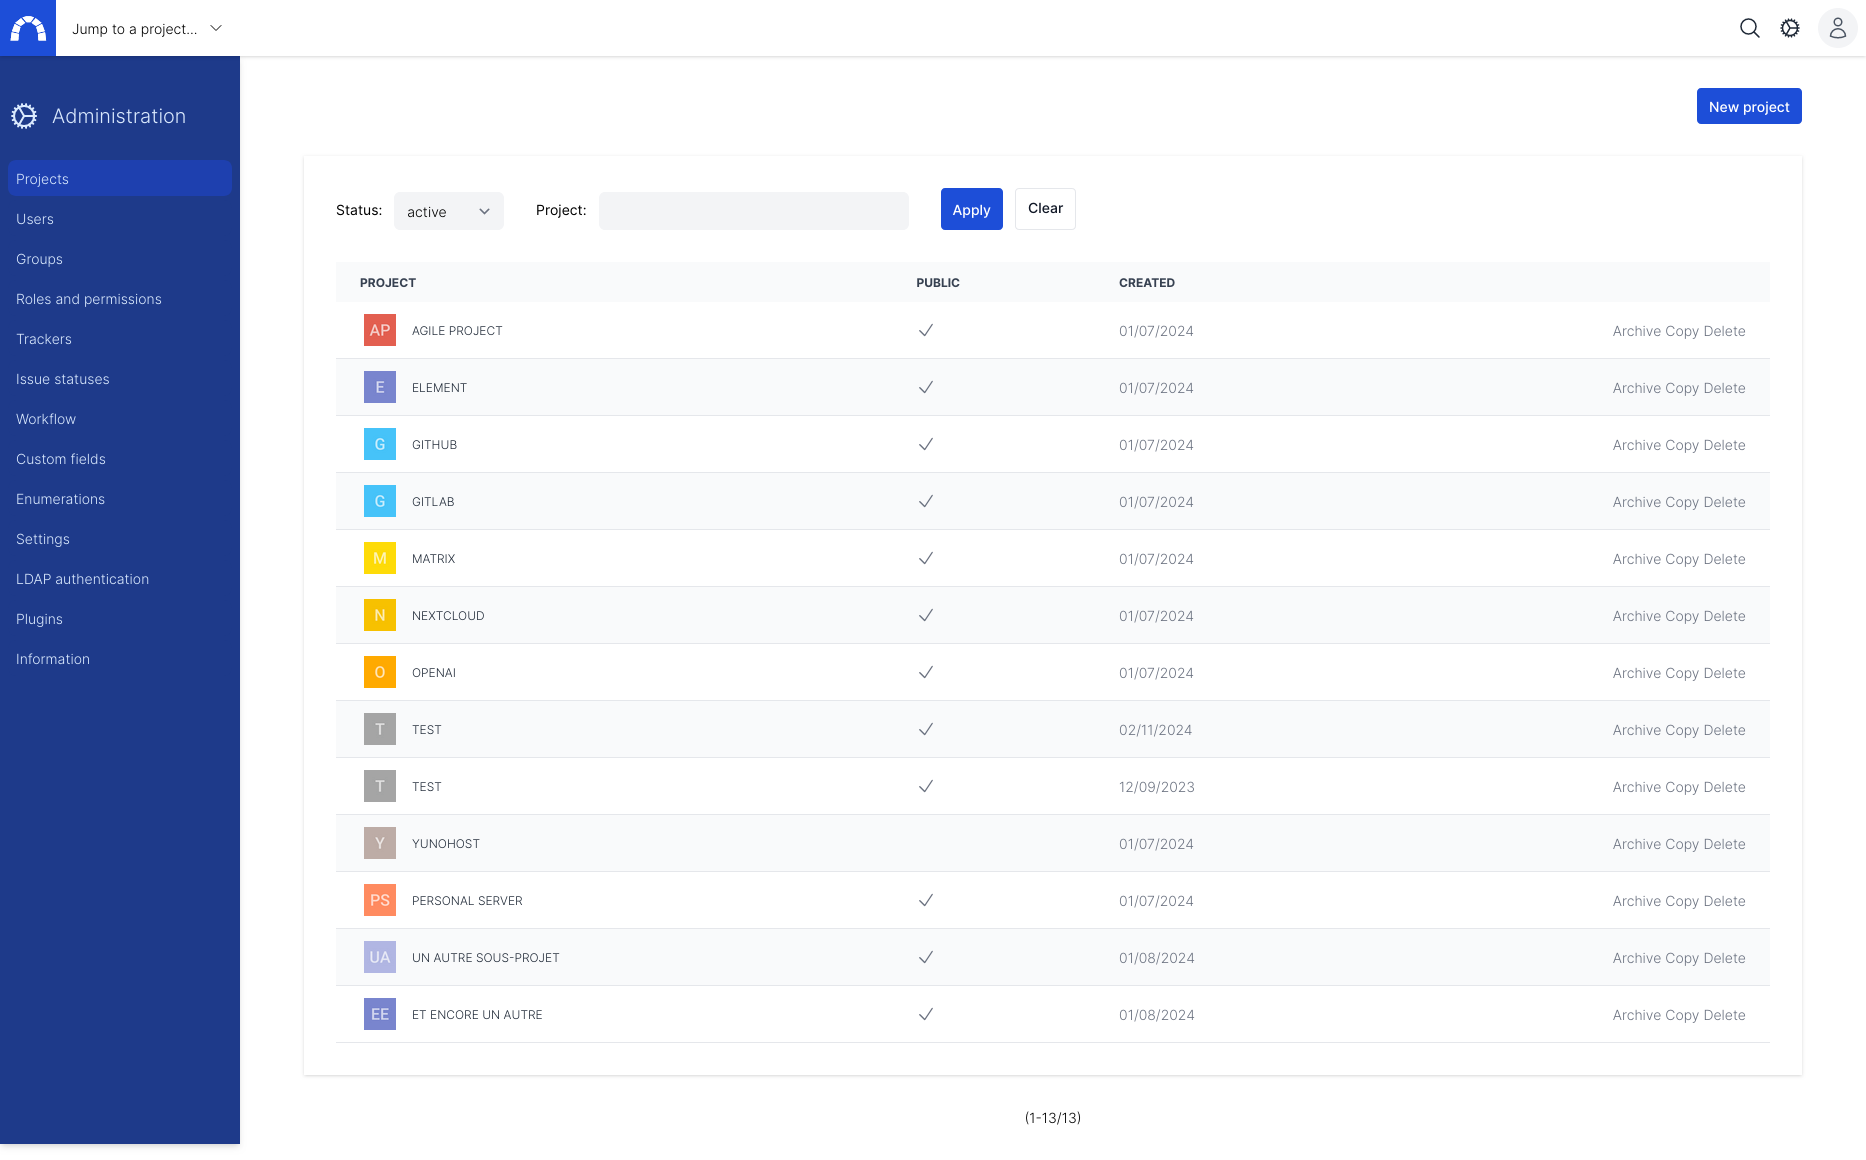 Jump to a project...
Administration
Projects
Users
Groups
Roles and permissions
Trackers
Issue statuses
Workflow
Custom fields
Enumerations
Settings
LDAP authentication
Plugins
Information
New project
Status: active Project: Apply Clear
PROJECT PUBLIC CREATED
AP AGILE PROJECT 01/07/2024 Archive Copy Delete
E ELEMENT 01/07/2024 Archive Copy Delete
G GITHUB 01/07/2024 Archive Copy Delete
G GITLAB 01/07/2024 Archive Copy Delete
M MATRIX 01/07/2024 Archive Copy Delete
N NEXTCLOUD 01/07/2024 Archive Copy Delete
O OPENAI 01/07/2024 Archive Copy Delete
T TEST 02/11/2024 Archive Copy Delete
T TEST 12/09/2023 Archive Copy Delete
Y YUNOHOST 01/07/2024 Archive Copy Delete
PS PERSONAL SERVER 01/07/2024 Archive Copy Delete
UA UN AUTRE SOUS-PROJET 01/08/2024 Archive Copy Delete
EE ET ENCORE UN AUTRE 01/08/2024 Archive Copy Delete
(1-13/13)